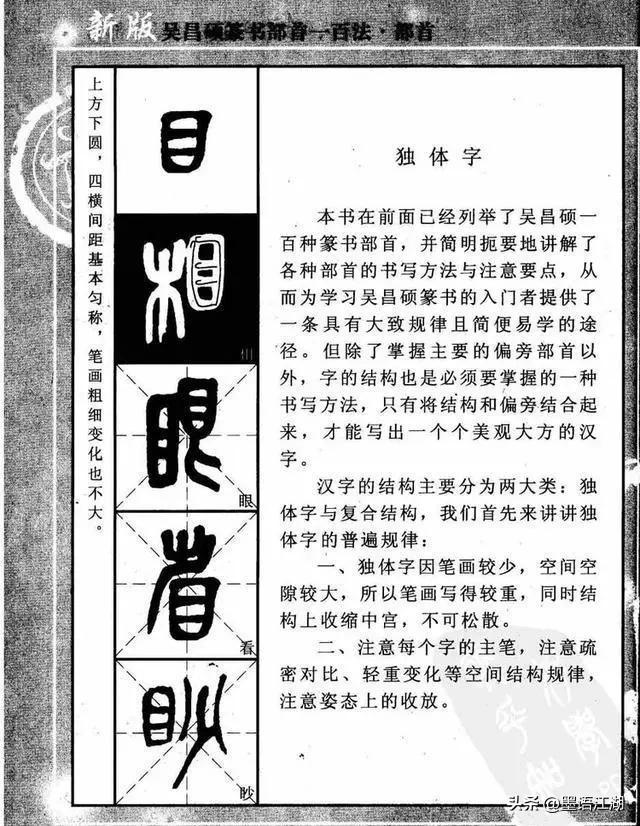 新版 吴昌硕篆书部首一百法·部首
上方下圆，四横间距基本匀称，笔画粗细变化也不大。
目
相
眼
眼
看
看
眇
眇
独体字
本书在前面已经列举了吴昌硕一
百种篆书部首，并简明扼要地讲解了
各种部首的书写方法与注意要点，从
而为学习吴昌硕篆书的入门者提供了
一条具有大致规律且简便易学的途
径。但除了掌握主要的偏旁部首以
外，字的结构也是必须要掌握的一种
书写方法，只有将结构和偏旁结合起
来，才能写出一个个美观大方的汉
字。
汉字的结构主要分为两大类：独
体字与复合结构，我们首先来讲讲独
体字的普遍规律：
一、独体字因笔画较少，空间空
隙较大，所以笔画写得较重，同时结
构上收缩中宫，不可松散。
二、注意每个字的主笔，注意疏
密对比、轻重变化等空间结构规律，
注意姿态上的收放。
头条@墨语江湖